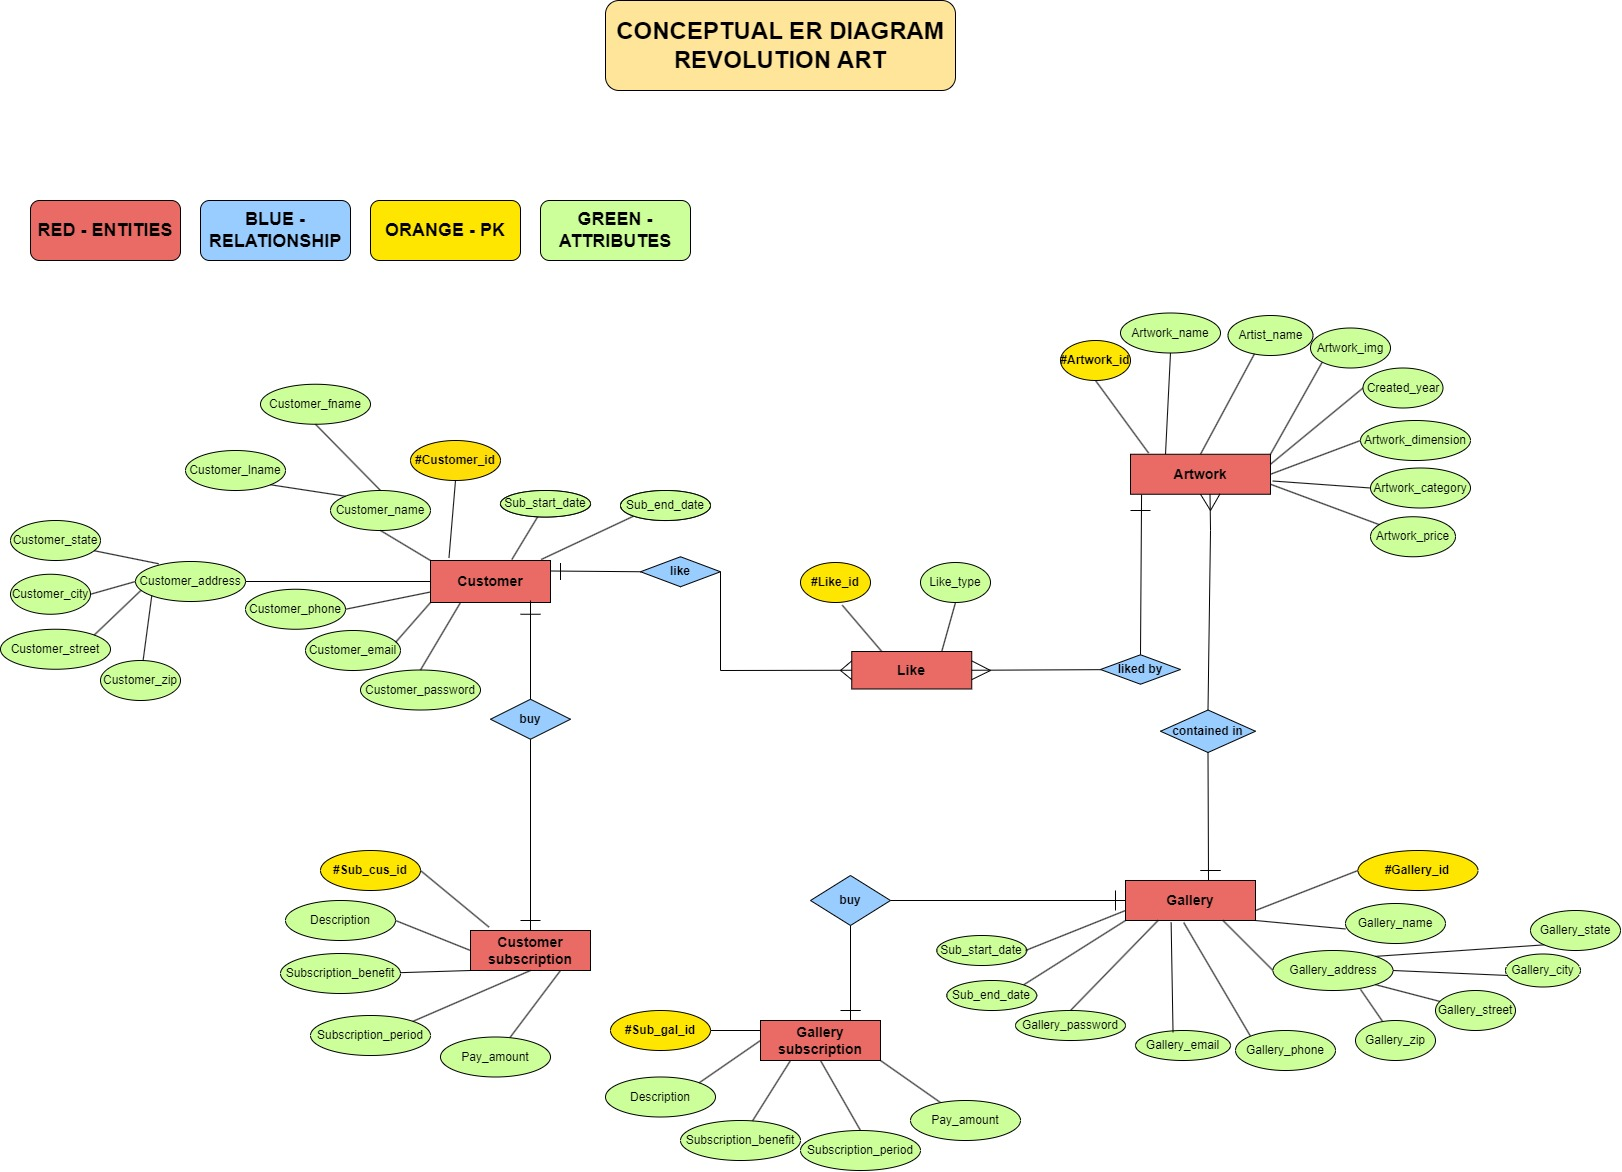 CONCEPTUAL ER DIAGRAM
REVOLUTION ART
RED - ENTITIES
BLUE -
RELATIONSHIP
ORANGE - PK
GREEN -
ATTRIBUTES
#Artwork_id
Artwork_name
Artist_name
Artwork_img
Created_year
Artwork_dimension
Artwork_category
Artwork_price
Artwork
Customer_fname
Customer_lname
#Customer_id
Customer_name
Sub_start_date
Sub_end_date
Customer_state
Customer_address
Customer_city
Customer_street
Customer_zip
Customer_phone
Customer_email
Customer_password
Customer
like
#Like_id
Like_type
Like
liked by
buy
contained in
#Sub_cus_id
Description
Subscription_benefit
Subscription_period
Pay_amount
Customer
subscription
buy
Gallery
#Gallery_id
Gallery_name
Gallery_address
Gallery_state
Gallery_city
Gallery_street
Gallery_zip
Sub_start_date
Sub_end_date
Gallery_password
Gallery_email
Gallery_phone
#Sub_gal_id
Gallery
subscription
Description
Subscription_benefit
Subscription_period
Pay_amount